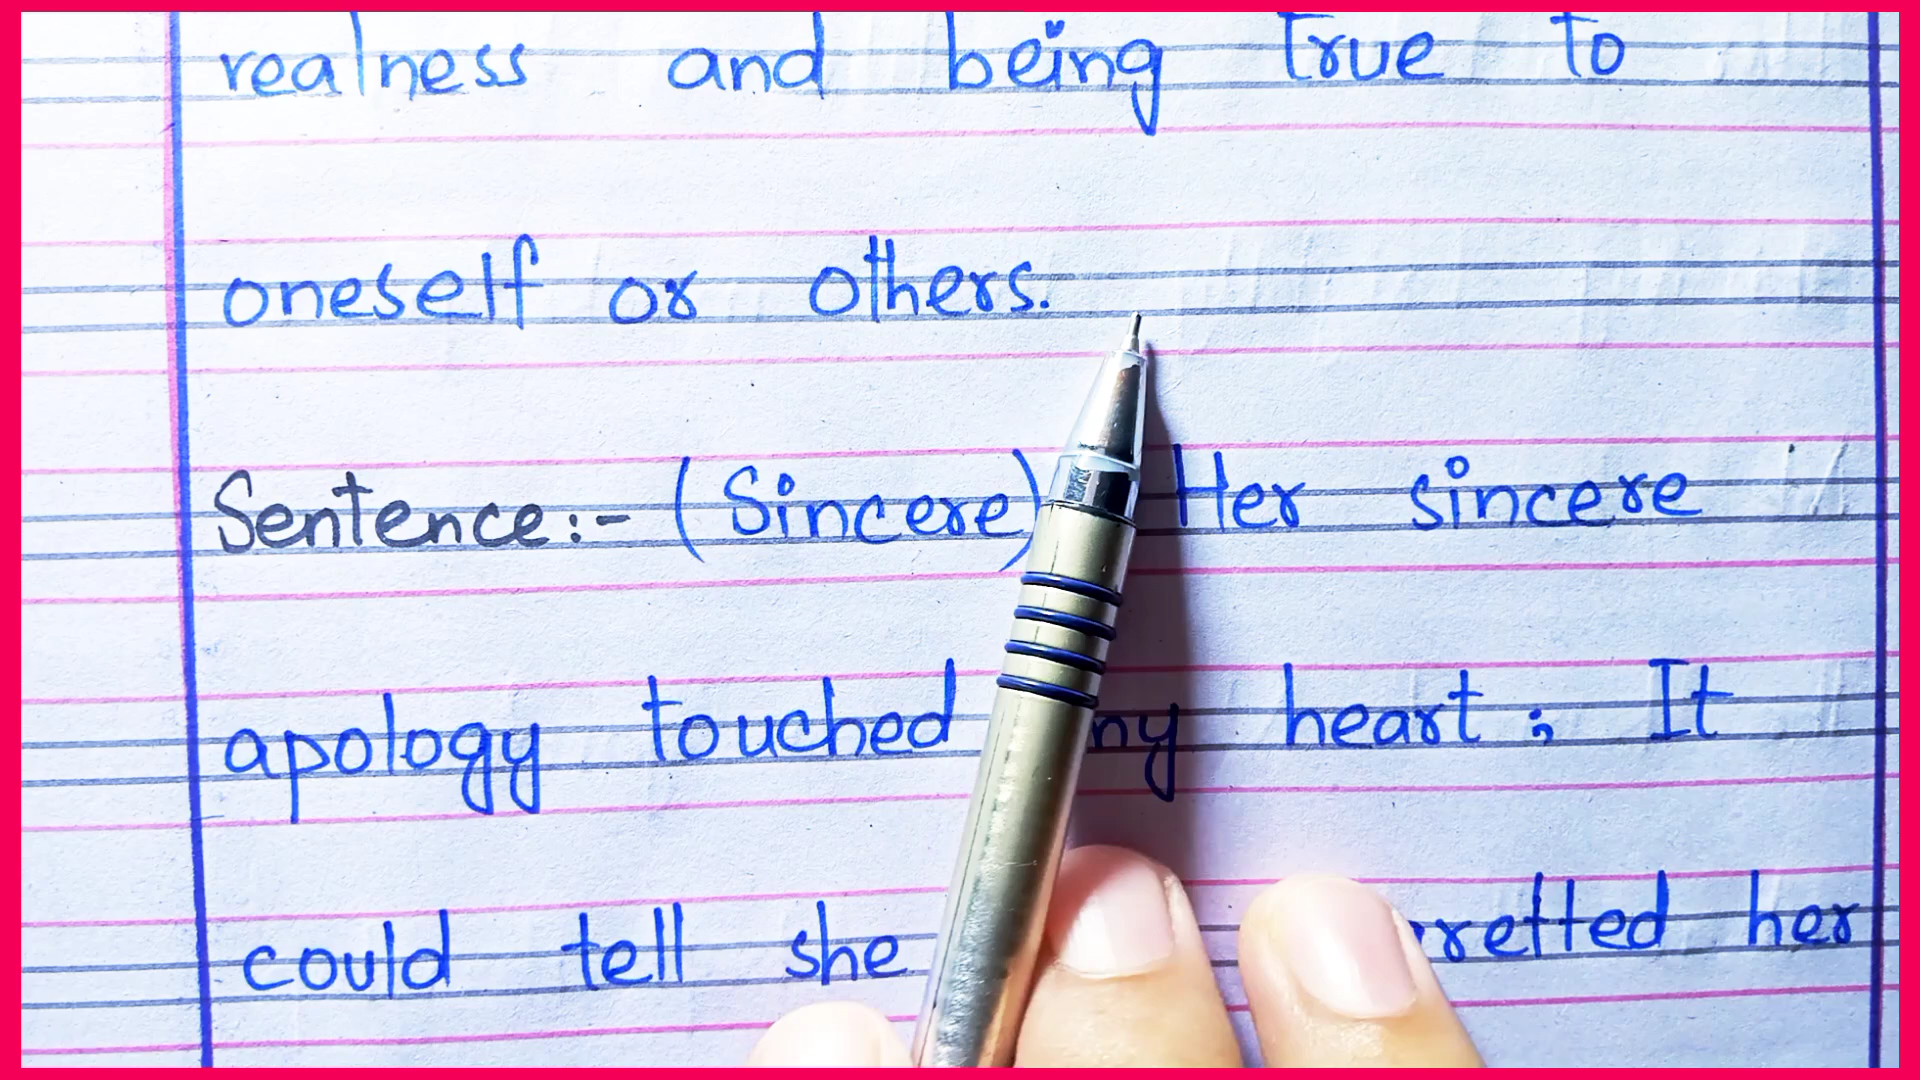 realness and being true to
oneself or others.
Sentence:- (Sincere) Her sincere
apology touched my heart; It
could tell she her